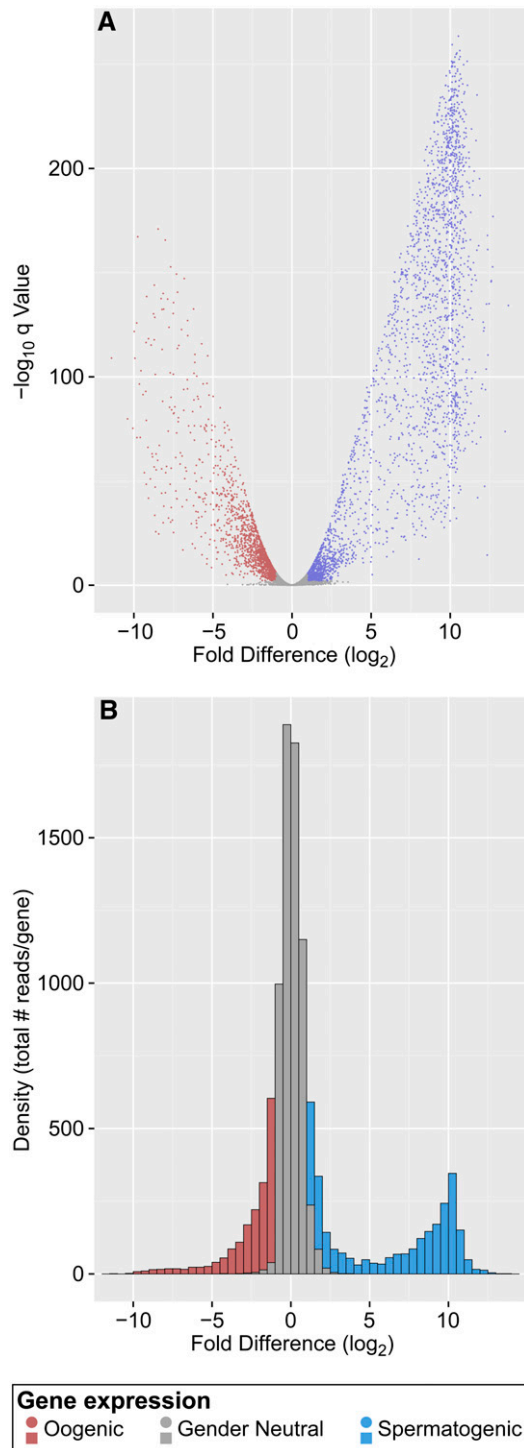 A
200
100
0
−log10 q Value
−10 −5 0 5 10
Fold Difference (log2)
B
1500
1000
500
0
Density (total # reads/gene)
−10 −5 0 5 10
Fold Difference (log2)
Gene expression
Oogenic Gender Neutral Spermatogenic